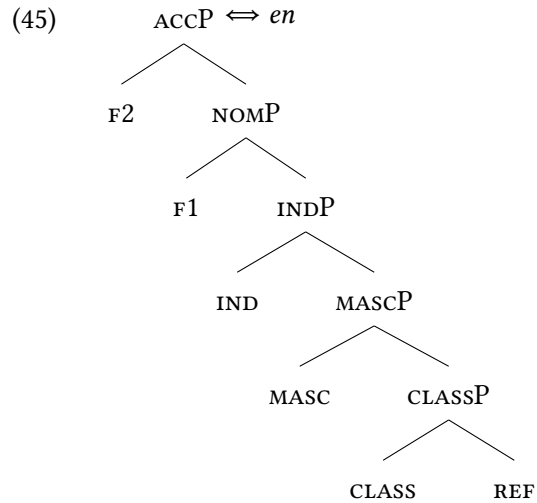 (45) ACCP ⇔ en
F2 NOMP
F1 INDP
IND MASCP
MASC CLASSP
CLASS REF